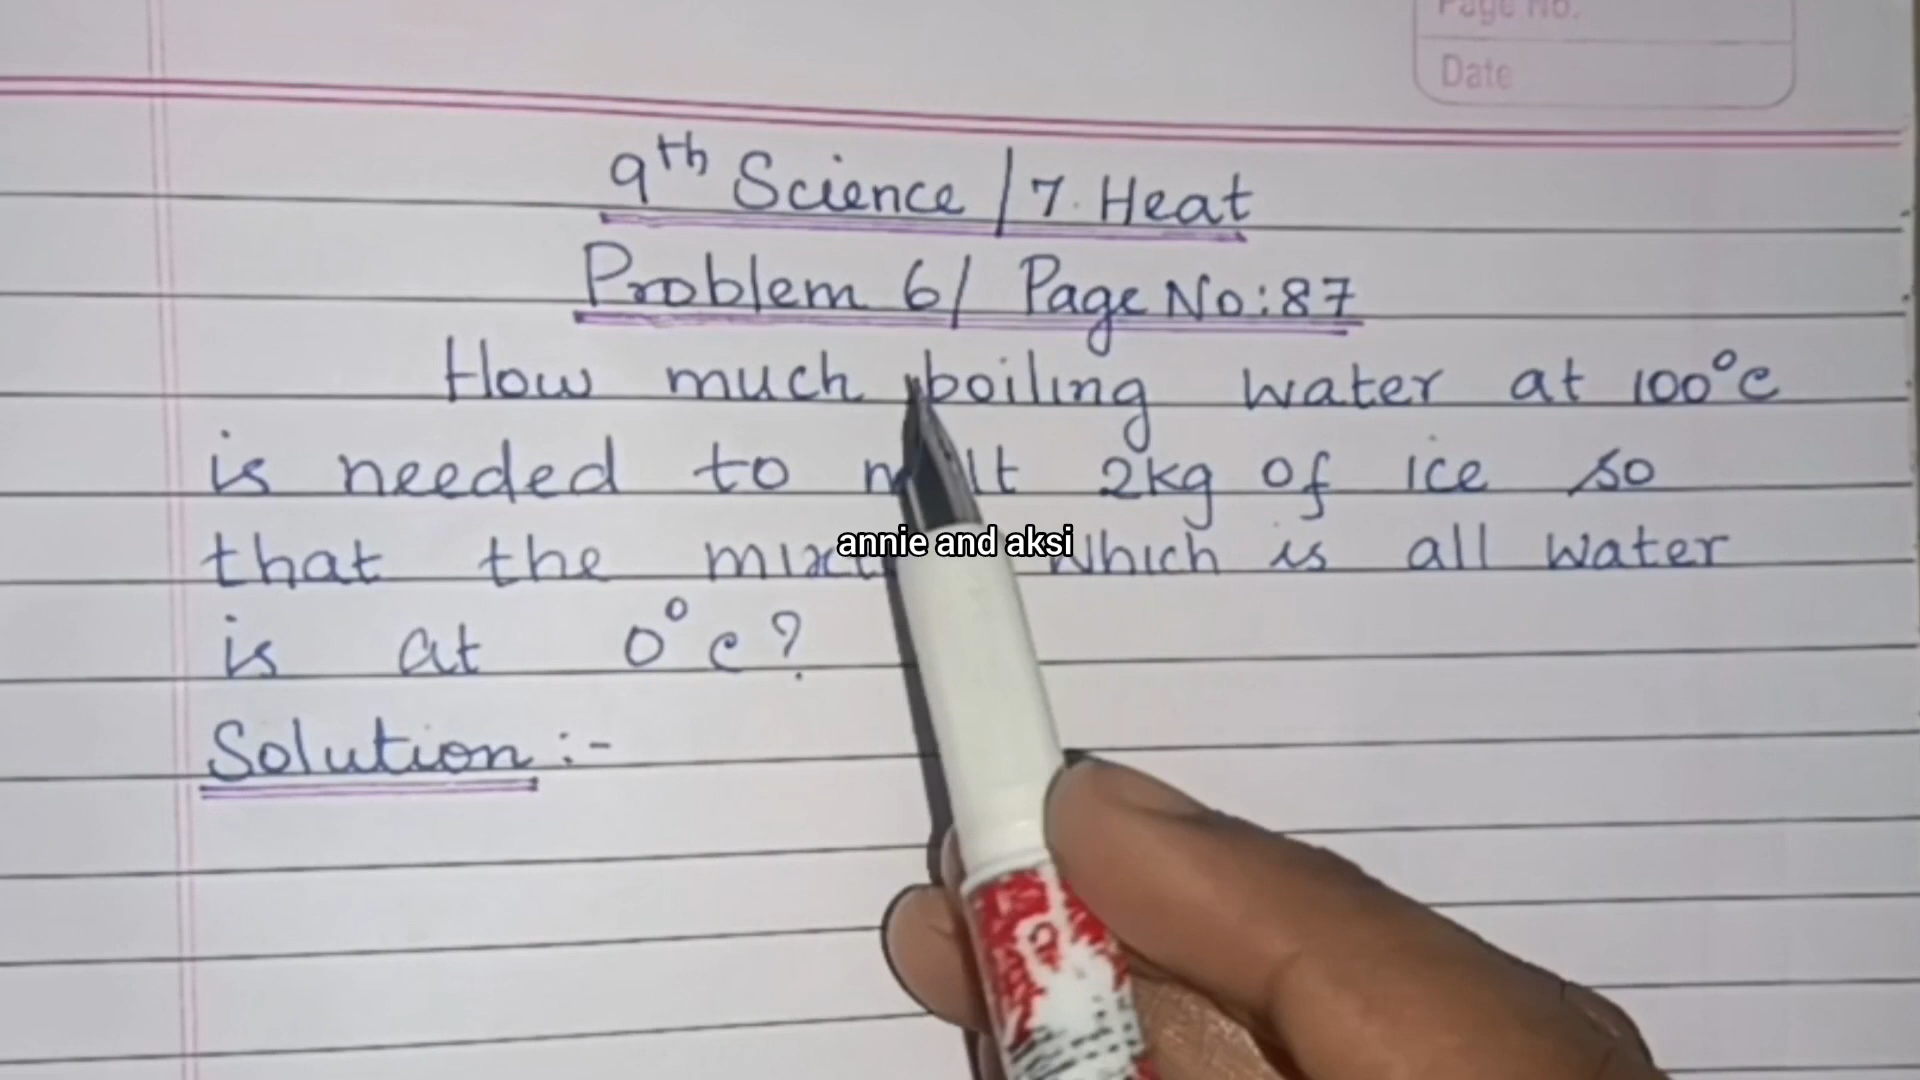 Page No.
Date
9th Science / 7. Heat
Problem 6 / Page No: 87
How much boiling water at 100°c
is needed to melt 2kg of ice so
that the which is all water
is at 0°c?
Solution :-
annie and aksi